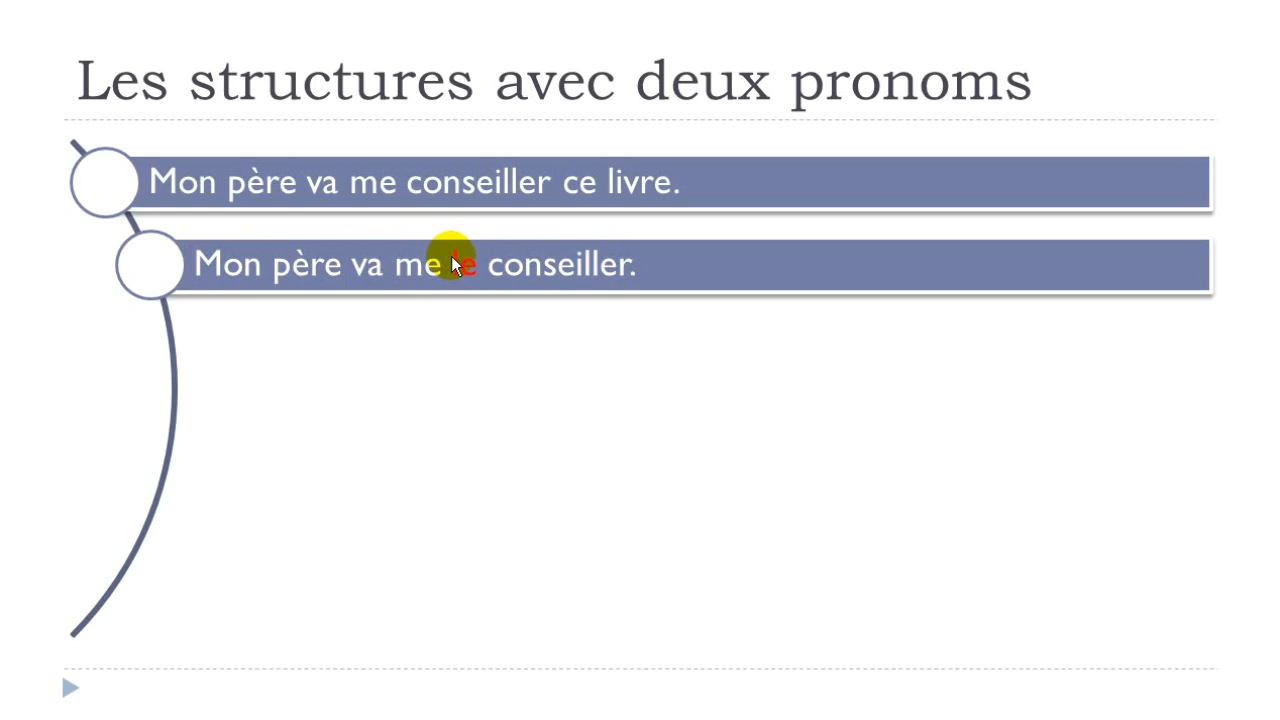 Les structures avec deux pronoms
Mon père va me conseiller ce livre.
Mon père va me le conseiller.